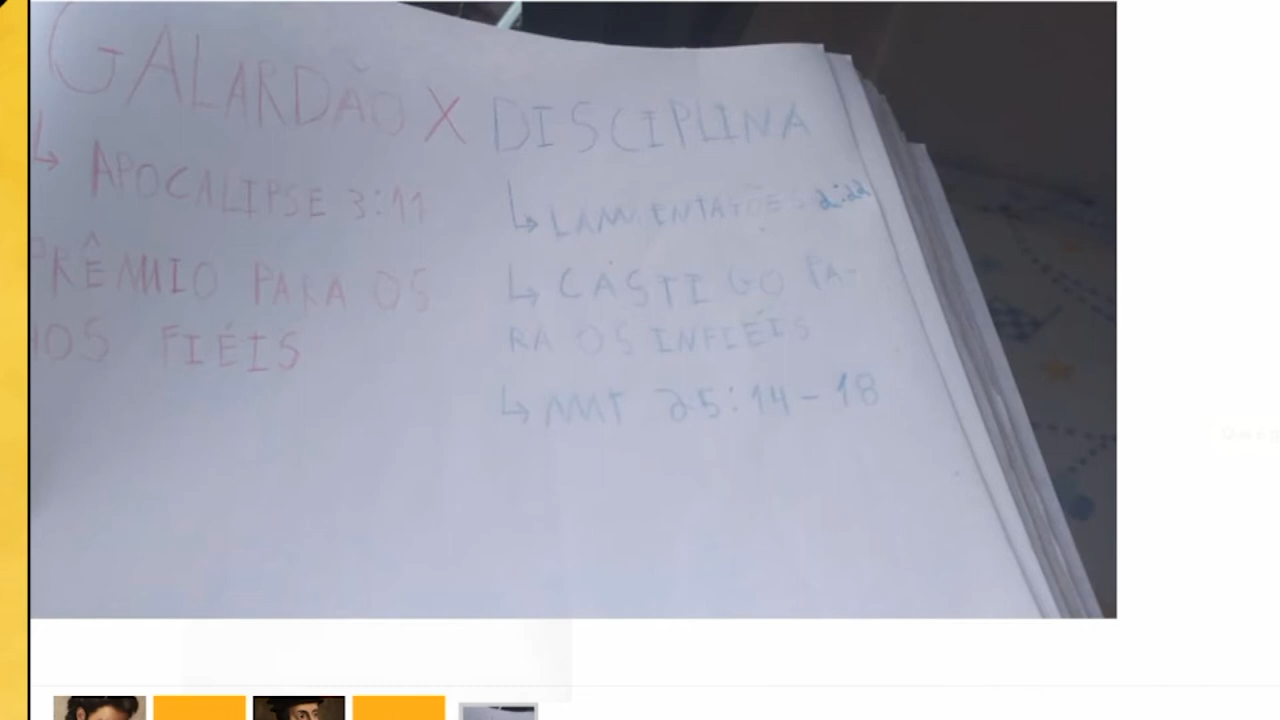 GALARDÃO X DISCIPLINA
↳ APOCALIPSE 3:11
PRÊMIO PARA OS
FIÉIS
↳ LAMENTAÇÕES 2:22
↳ CASTIGO PA-
RA OS INFIÉIS
↳ MT 25:14-18